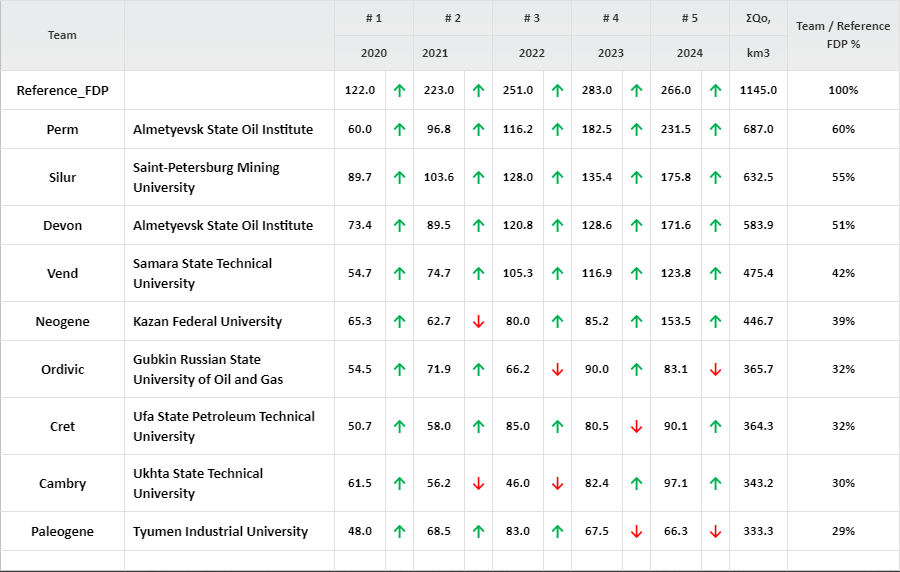 Team # 1 # 2 # 3 # 4 # 5 ΣQo, Team / Reference
2020 2021 2022 2023 2024 km3 FDP %
Reference_FDP 122.0 ↑ 223.0 ↑ 251.0 ↑ 283.0 ↑ 266.0 ↑ 1145.0 100%
Perm Almetyevsk State Oil Institute 60.0 ↑ 96.8 ↑ 116.2 ↑ 182.5 ↑ 231.5 ↑ 687.0 60%
Silur Saint-Petersburg Mining
University 89.7 ↑ 103.6 ↑ 128.0 ↑ 135.4 ↑ 175.8 ↑ 632.5 55%
Devon Almetyevsk State Oil Institute 73.4 ↑ 89.5 ↑ 120.8 ↑ 128.6 ↑ 171.6 ↑ 583.9 51%
Vend Samara State Technical
University 54.7 ↑ 74.7 ↑ 105.3 ↑ 116.9 ↑ 123.8 ↑ 475.4 42%
Neogene Kazan Federal University 65.3 ↑ 62.7 ↓ 80.0 ↑ 85.2 ↑ 153.5 ↑ 446.7 39%
Ordivic Gubkin Russian State
University of Oil and Gas 54.5 ↑ 71.9 ↑ 66.2 ↓ 90.0 ↑ 83.1 ↓ 365.7 32%
Cret Ufa State Petroleum Technical
University 50.7 ↑ 58.0 ↑ 85.0 ↑ 80.5 ↓ 90.1 ↑ 364.3 32%
Cambry Ukhta State Technical
University 61.5 ↑ 56.2 ↓ 46.0 ↓ 82.4 ↑ 97.1 ↑ 343.2 30%
Paleogene Tyumen Industrial University 48.0 ↑ 68.5 ↑ 83.0 ↑ 67.5 ↓ 66.3 ↓ 333.3 29%